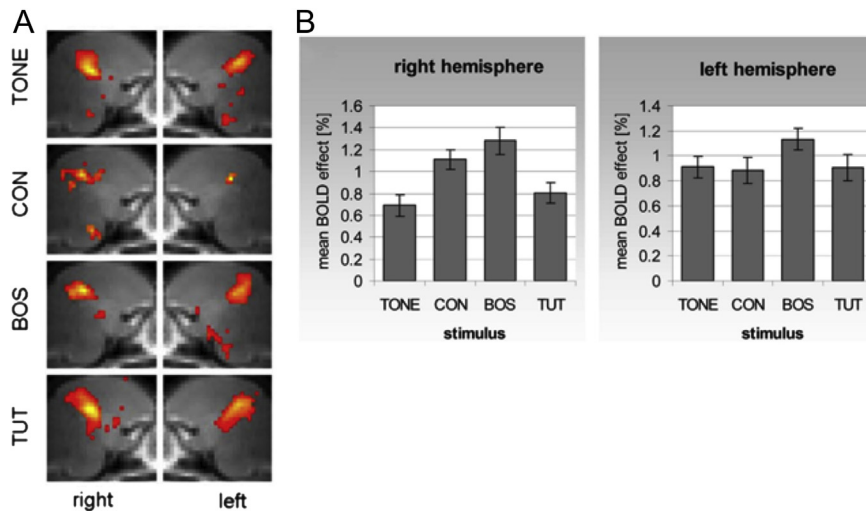 A
TONE
CON
BOS
TUT
right left
B
right hemisphere
mean BOLD effect [%]
1.6
1.4
1.2
1
0.8
0.6
0.4
0.2
0
TONE CON BOS TUT
stimulus
left hemisphere
mean BOLD effect [%]
1.4
1.2
1
0.8
0.6
0.4
0.2
0
TONE CON BOS TUT
stimulus